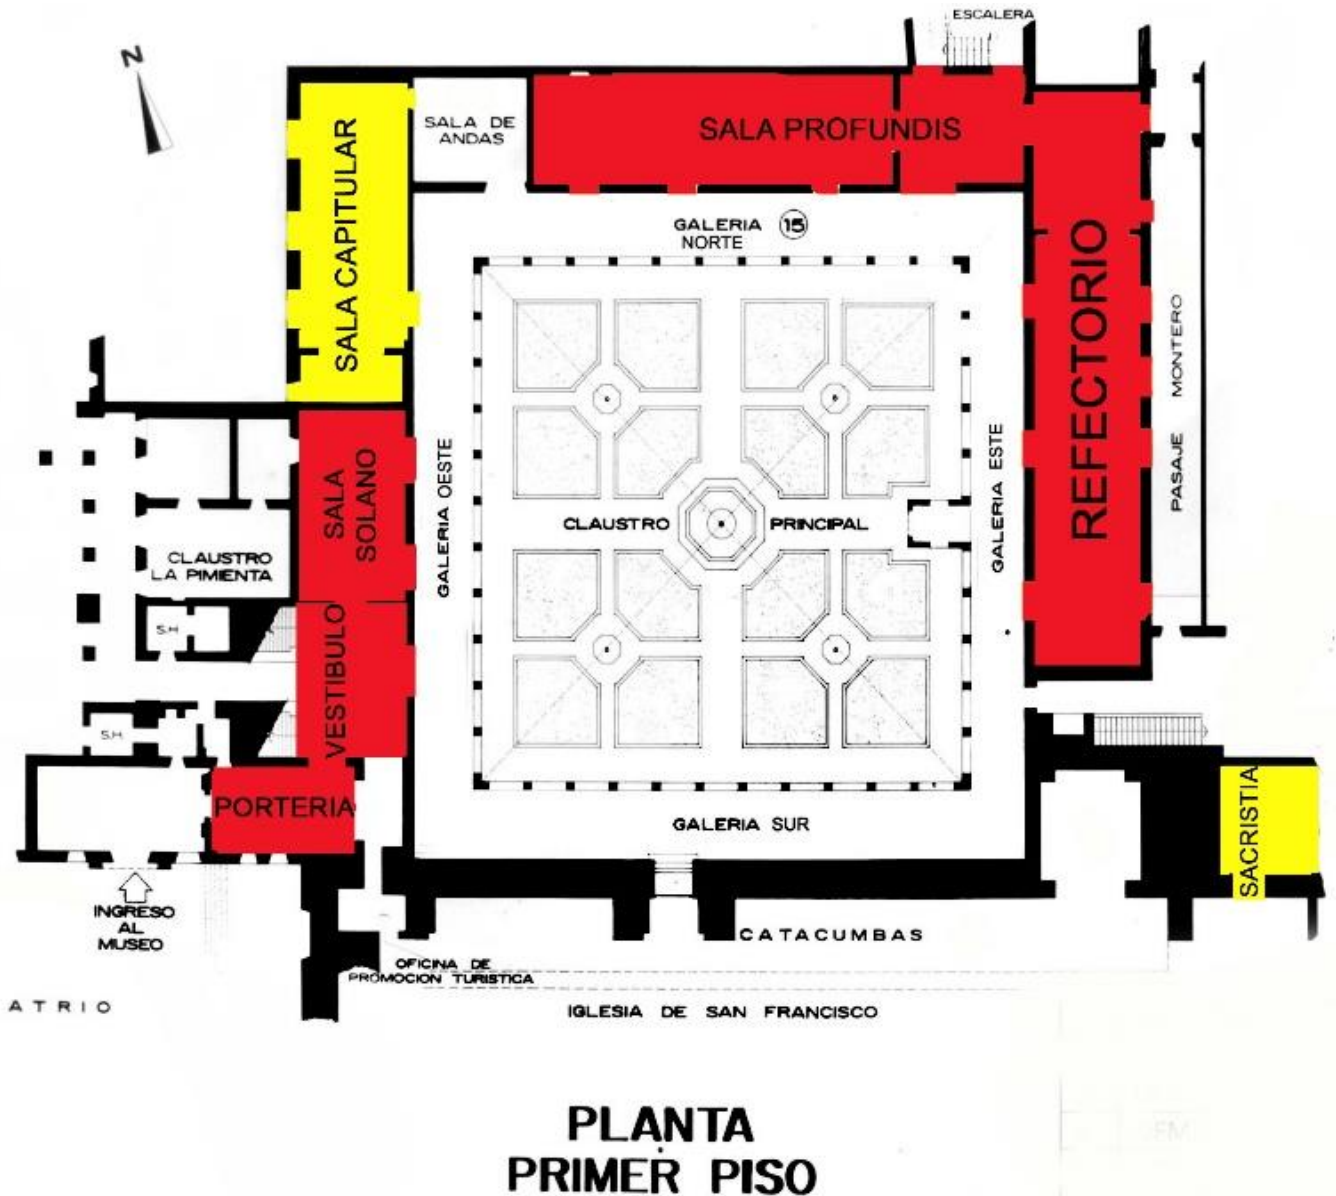 ESCALERA
N
SALA DE
ANDAS
SALA PROFUNDIS
SALA CAPITULAR
GALERIA 15
NORTE
REFECTORIO
PASAJE MONTERO
GALERIA OESTE
GALERIA ESTE
SALA
SOLANO
CLAUSTRO PRINCIPAL
CLAUSTRO
LA PIMIENTA
S.H.
VESTIBULO
S.H.
PORTERIA
GALERIA SUR
SACRISTIA
INGRESO
AL
MUSEO
CATACUMBAS
OFICINA DE
PROMOCION TURISTICA
ATRIO
IGLESIA DE SAN FRANCISCO
PLANTA
PRIMER PISO